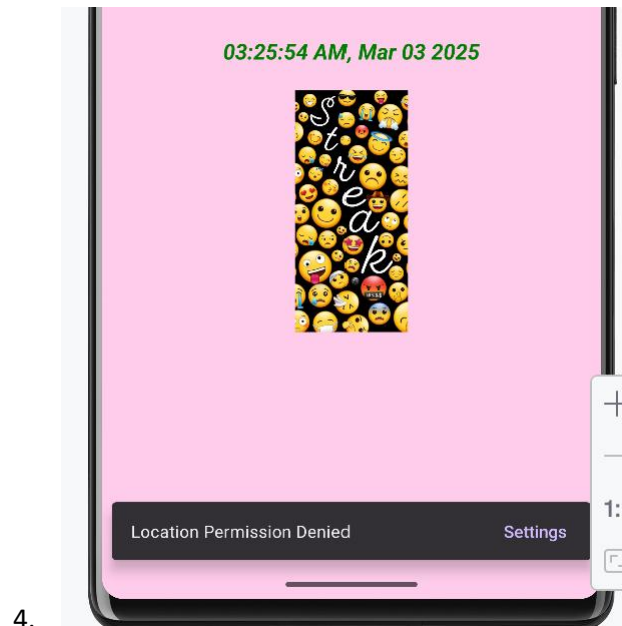 03:25:54 AM, Mar 03 2025
Streak
Location Permission Denied Settings
1:
4.